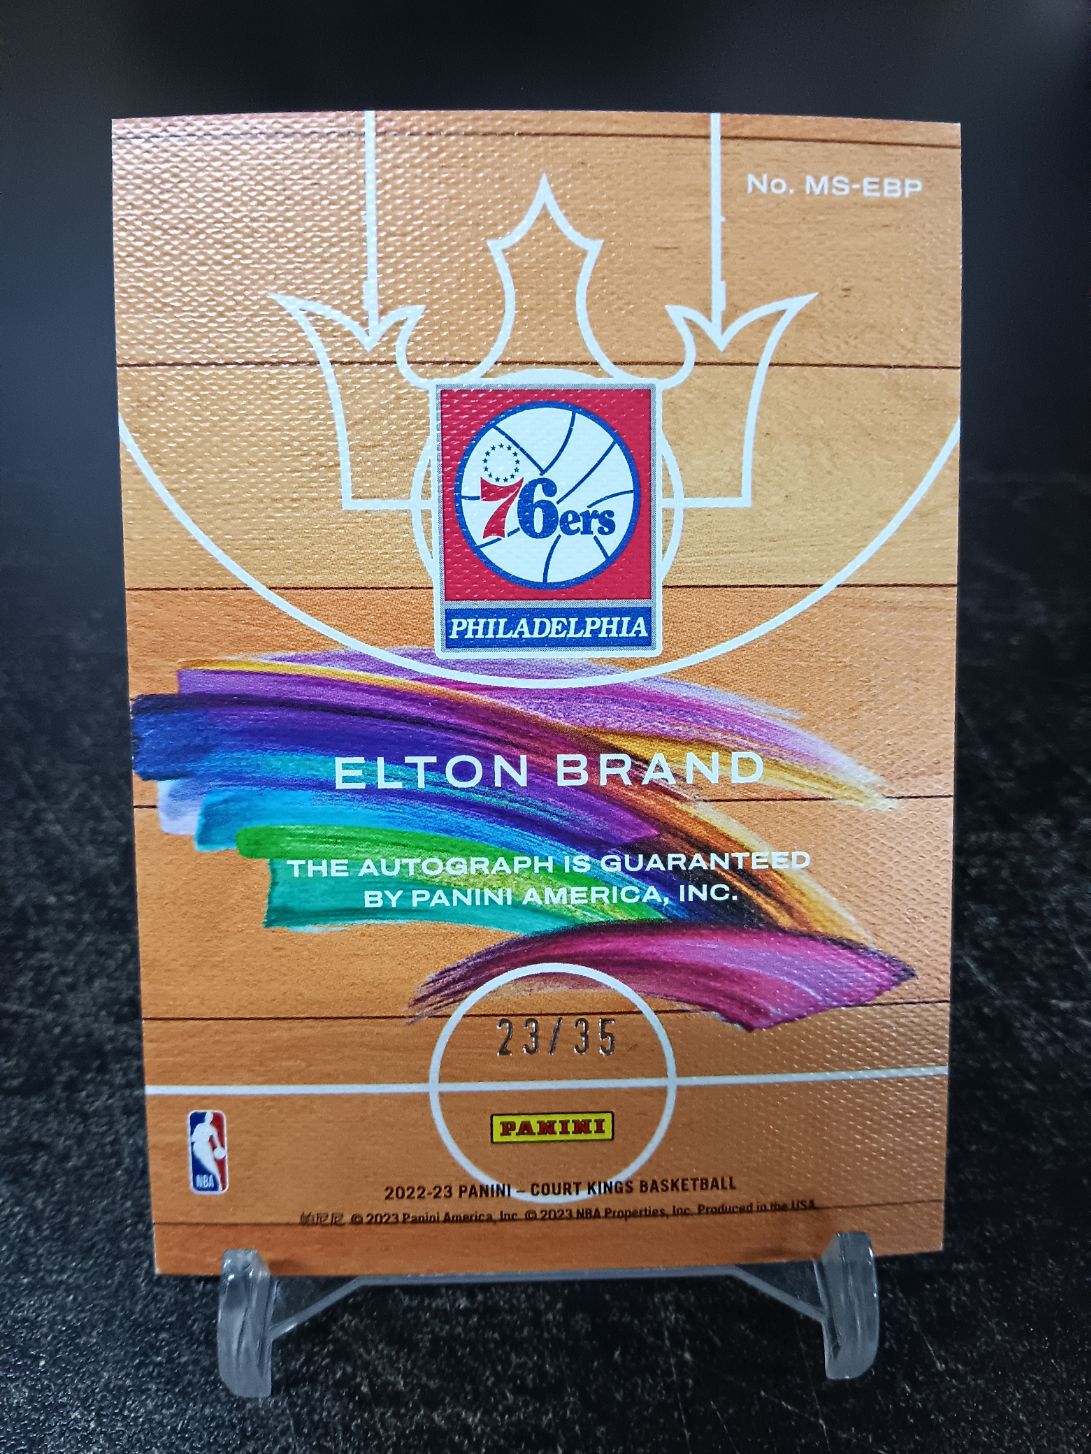 No. MS-EBP
76ers
PHILADELPHIA
ELTON BRAND
THE AUTOGRAPH IS GUARANTEED
BY PANINI AMERICA, INC.
23/35
PANINI
NBA
2022-23 PANINI – COURT KINGS BASKETBALL
帕尼尼 © 2023 Panini America, Inc. © 2023 NBA Properties, Inc. Produced in the USA.